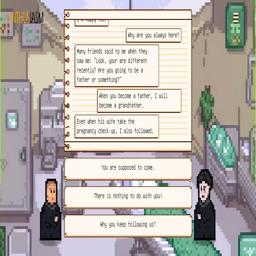 Why are you always here?
Many friends said to me when they
saw me: "Look, your are different
recently? Are you going to be a
father or something?"
When you become a father, I will
become a grandfather.
Even when his wife take the
pregnancy check-up, I also followed.
You are supposed to come.
There is nothing to do with you!
Why you keep following us?